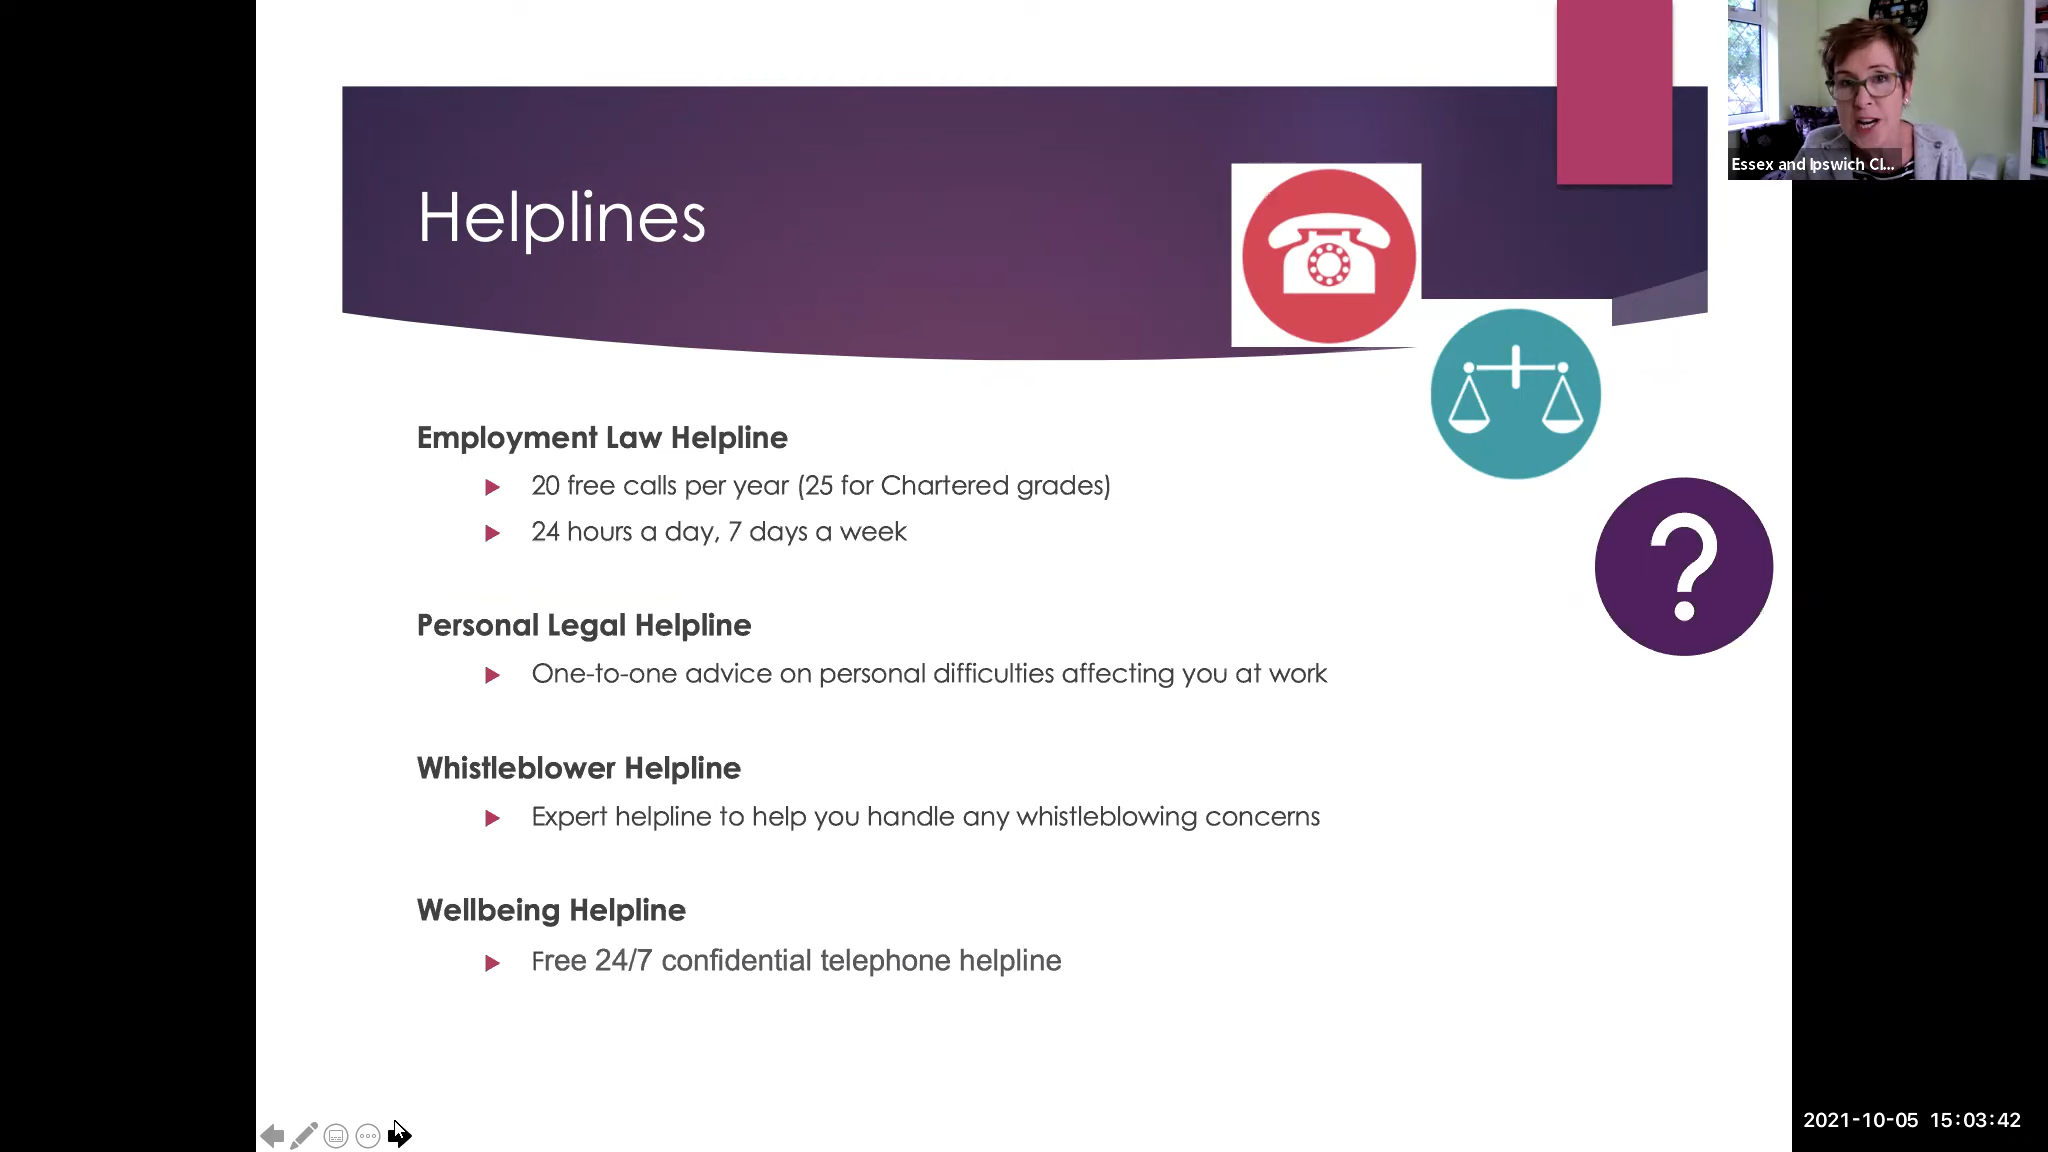 Helplines
Essex and Ipswich CI...
Employment Law Helpline
20 free calls per year (25 for Chartered grades)
24 hours a day, 7 days a week
Personal Legal Helpline
One-to-one advice on personal difficulties affecting you at work
Whistleblower Helpline
Expert helpline to help you handle any whistleblowing concerns
Wellbeing Helpline
Free 24/7 confidential telephone helpline
2021-10-05 15:03:42